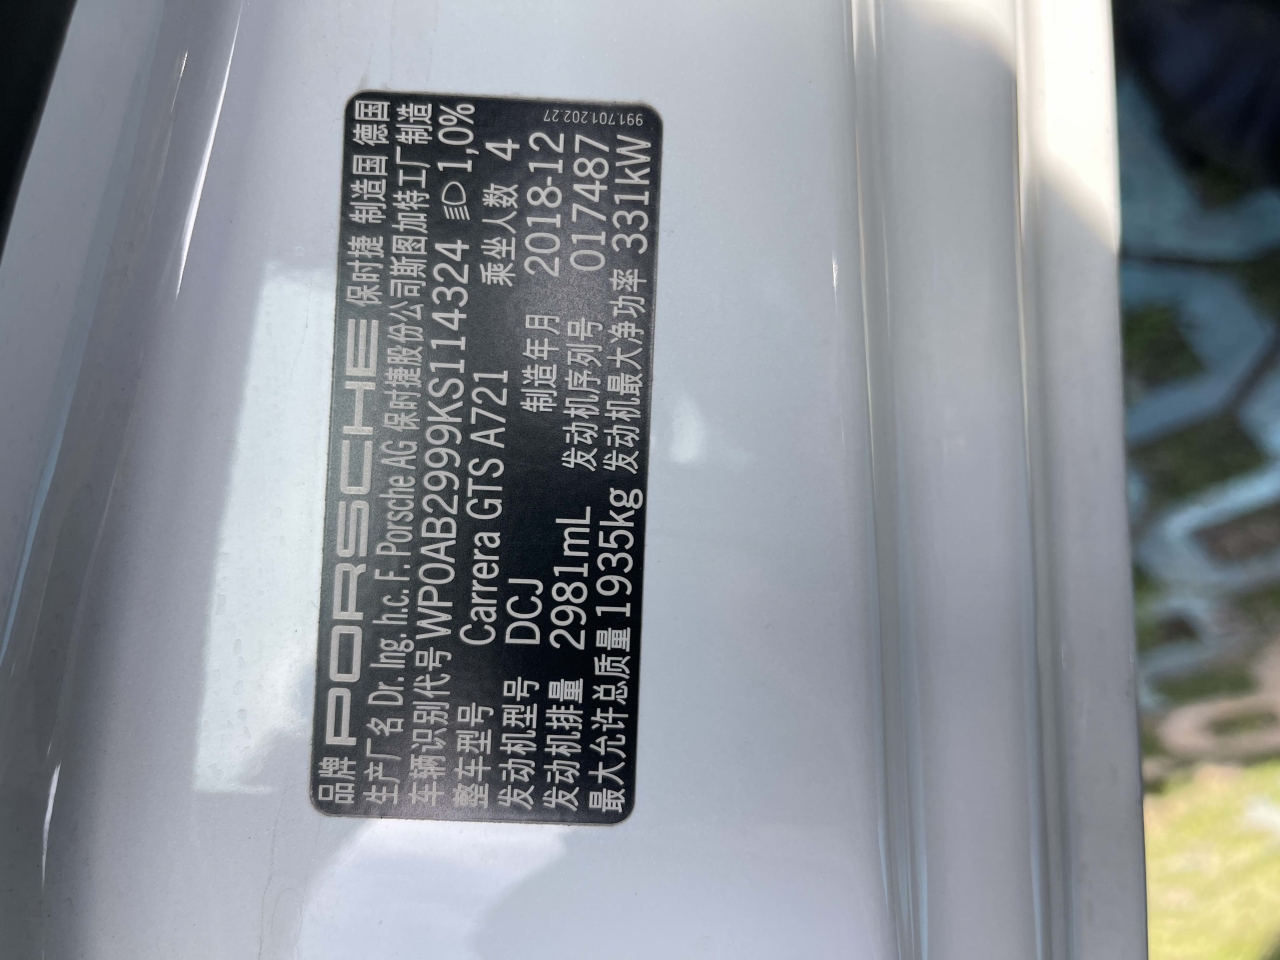 品牌 PORSCHE 保时捷 制造国 德国
生产厂名 Dr. Ing. h.c. F. Porsche AG 保时捷股份公司斯图加特工厂制造
车辆识别代号 WP0AB2999KS114324 1,0%
整车型号 Carrera GTS A721 乘坐人数 4
发动机型号 DCJ 制造年月 2018-12
发动机排量 2981mL 发动机序列号 017487
最大允许总质量 1935kg 发动机最大净功率 331kW
991.701.202.27